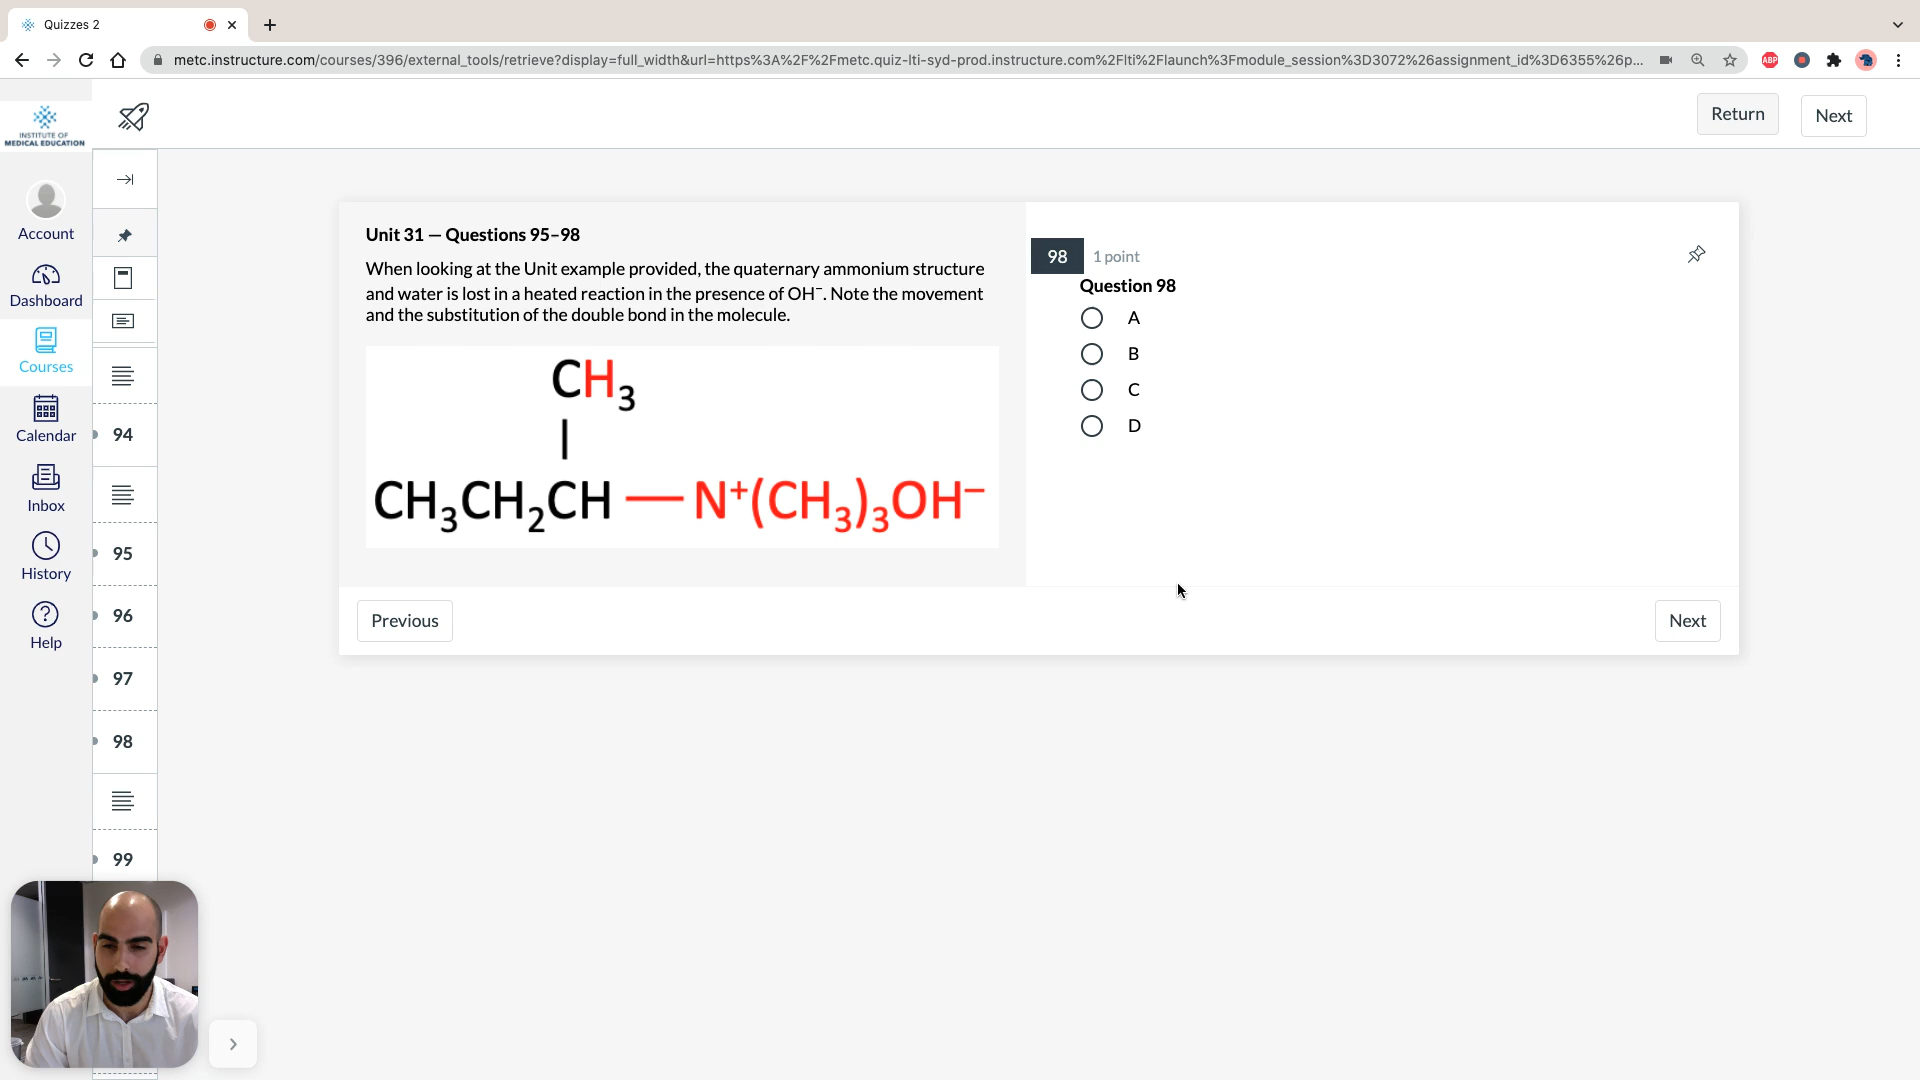 Quizzes 2
metc.instructure.com/courses/396/external_tools/retrieve?display=full_width&url=https%3A%2F%2Fmetc.quiz-lti-syd-prod.instructure.com%2Flti%2Flaunch%3Fmodule_session%3D3072%26assignment_id%3D6355%26p...
ABP
INSTITUTE OF
MEDICAL EDUCATION
Return
Next
Account
Dashboard
Courses
Calendar
Inbox
History
Help
94
95
96
97
98
99
Unit 31 — Questions 95–98
When looking at the Unit example provided, the quaternary ammonium structure
and water is lost in a heated reaction in the presence of OH⁻. Note the movement
and the substitution of the double bond in the molecule.
CH₃
|
CH₃CH₂CH — N⁺(CH₃)₃OH⁻
98
1 point
Question 98
A
B
C
D
Previous
Next